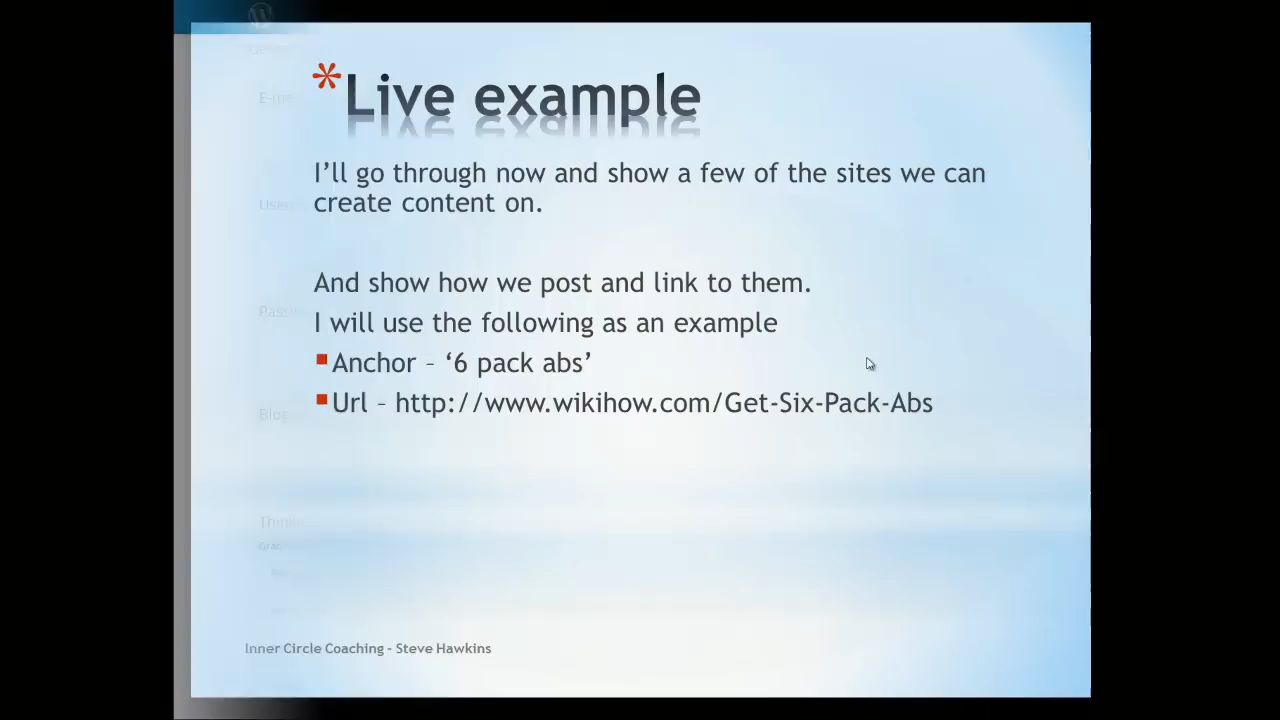 *Live example
I’ll go through now and show a few of the sites we can
create content on.
And show how we post and link to them.
I will use the following as an example
Anchor – ‘6 pack abs’
Url – http://www.wikihow.com/Get-Six-Pack-Abs
Inner Circle Coaching – Steve Hawkins